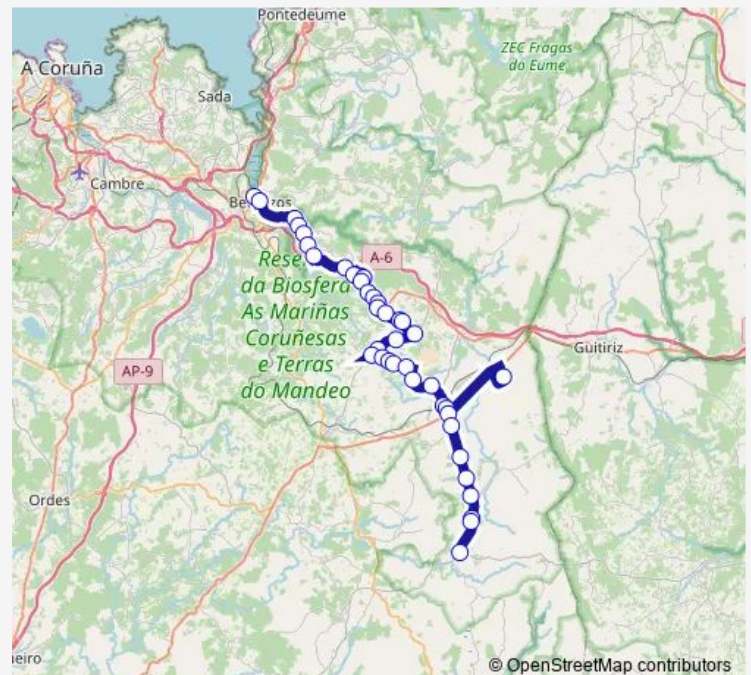 Pontedeume
ZEC Fragas
do Eume
A Coruña
Sada
Cambre
A-6
Rese
da Biosfera
As Mariñas
Coruñesas
e Terras
do Mandeo
Guitiriz
AP-9
Ordes
© OpenStreetMap contributors